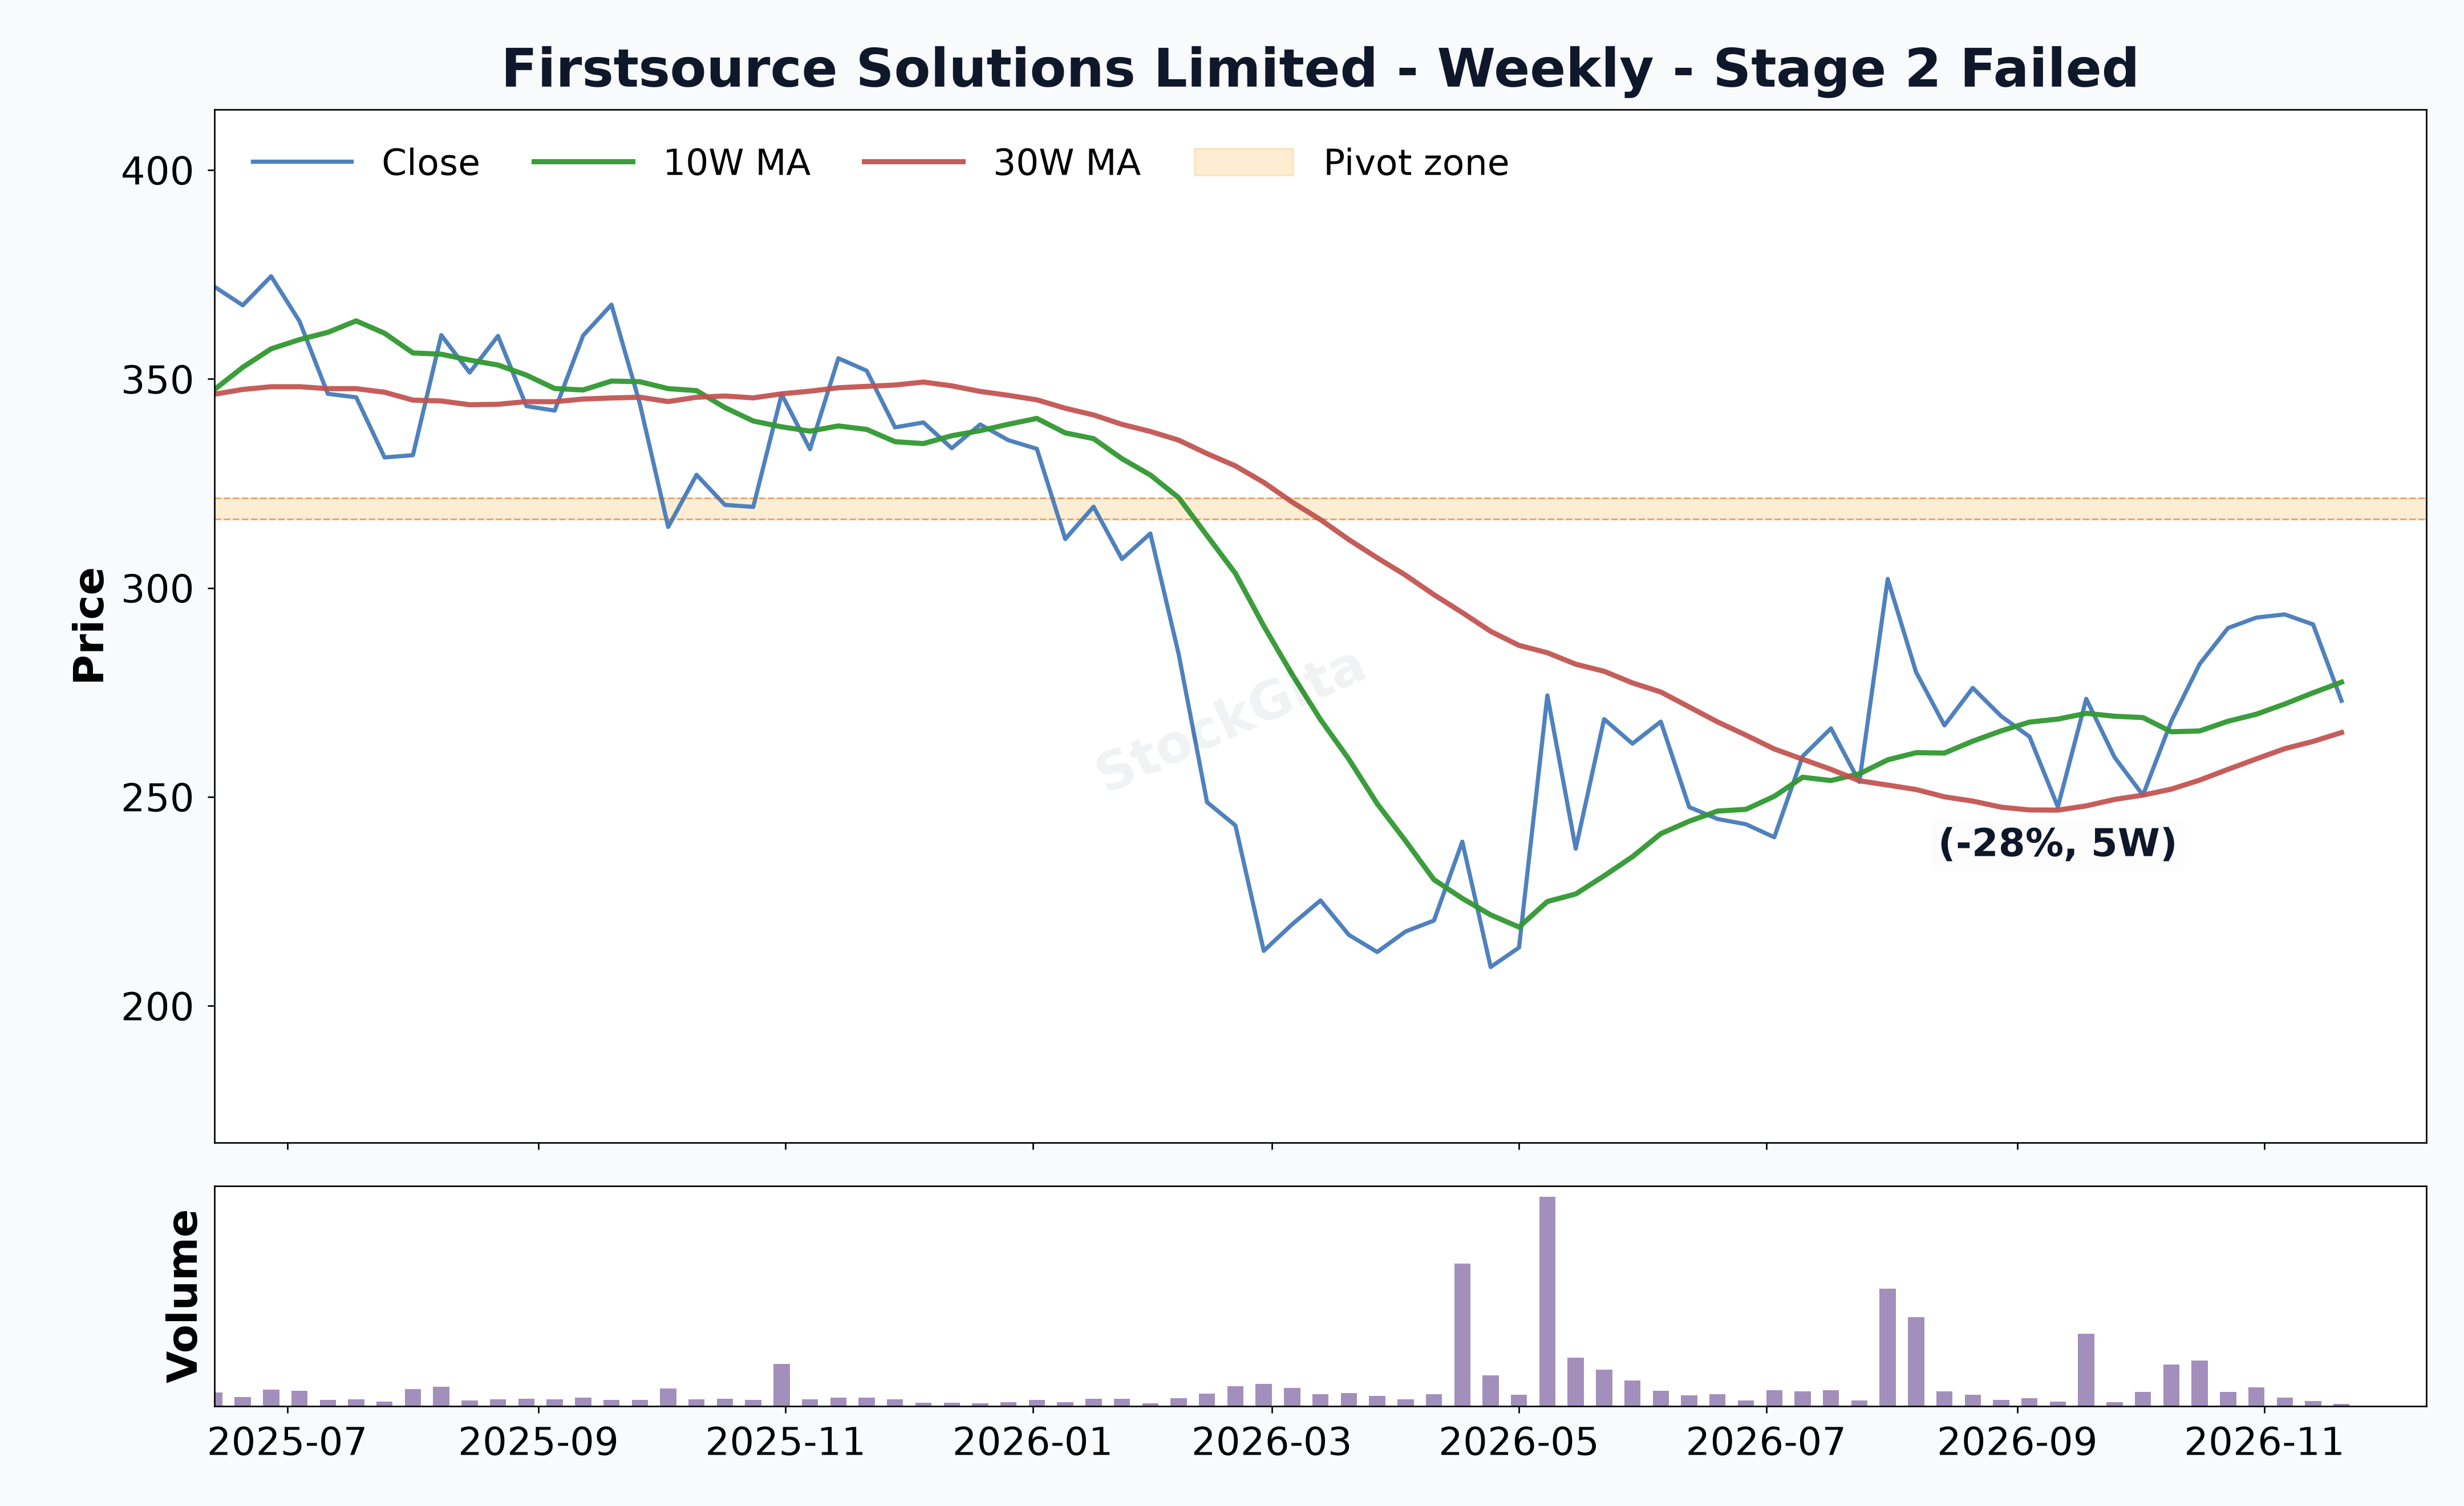 Firstsource Solutions Limited - Weekly - Stage 2 Failed
Close 10W MA 30W MA Pivot zone
400
350
300
250
200
Price
StockGita
(-28%, 5W)
Volume
2025-07 2025-09 2025-11 2026-01 2026-03 2026-05 2026-07 2026-09 2026-11